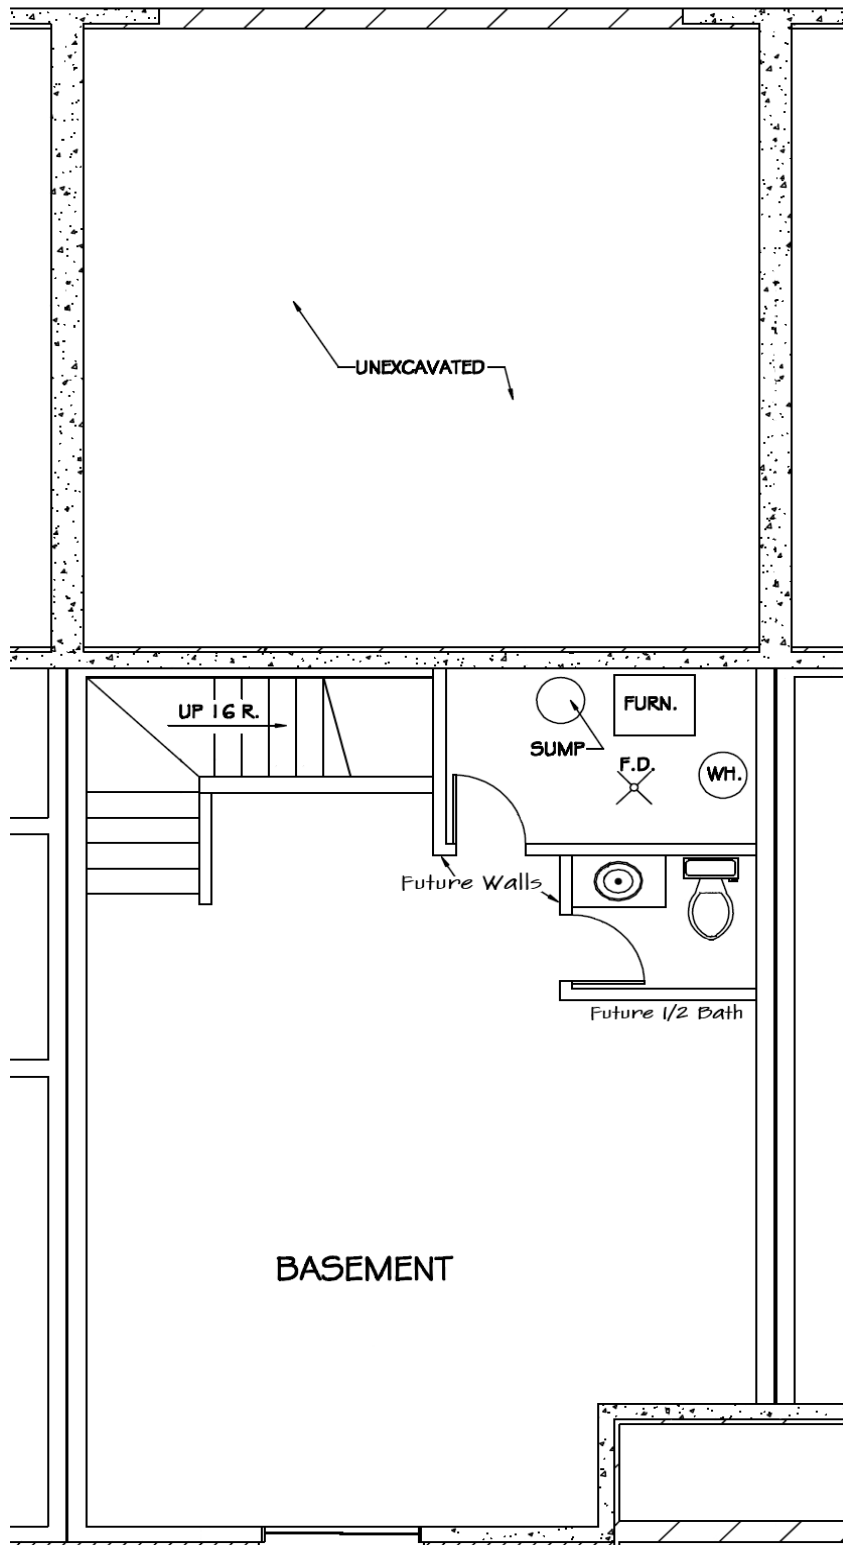 UNEXCAVATED
UP 16 R.
FURN.
SUMP
F.D.
WH.
Future Walls
Future 1/2 Bath
BASEMENT